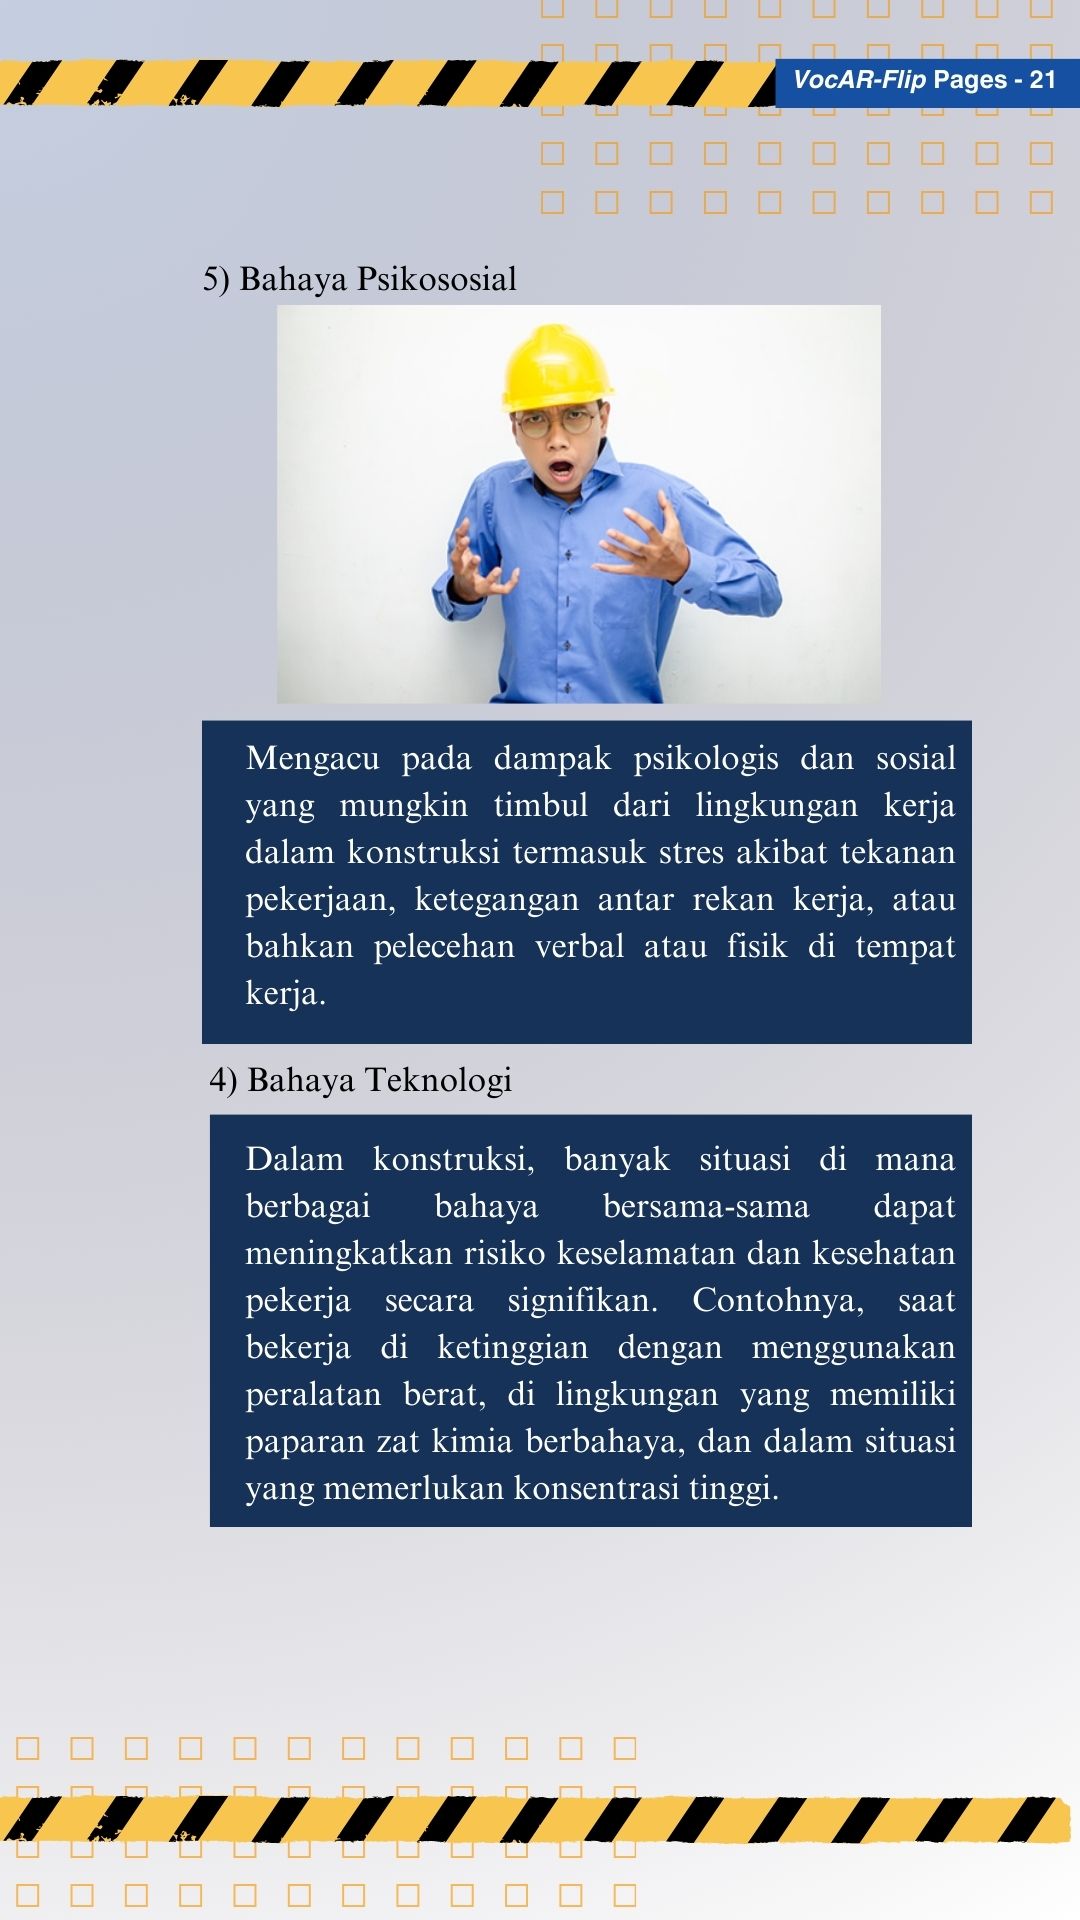 VocAR-Flip Pages - 21
5) Bahaya Psikososial
Mengacu pada dampak psikologis dan sosial
yang mungkin timbul dari lingkungan kerja
dalam konstruksi termasuk stres akibat tekanan
pekerjaan, ketegangan antar rekan kerja, atau
bahkan pelecehan verbal atau fisik di tempat
kerja.
4) Bahaya Teknologi
Dalam konstruksi, banyak situasi di mana
berbagai bahaya bersama-sama dapat
meningkatkan risiko keselamatan dan kesehatan
pekerja secara signifikan. Contohnya, saat
bekerja di ketinggian dengan menggunakan
peralatan berat, di lingkungan yang memiliki
paparan zat kimia berbahaya, dan dalam situasi
yang memerlukan konsentrasi tinggi.